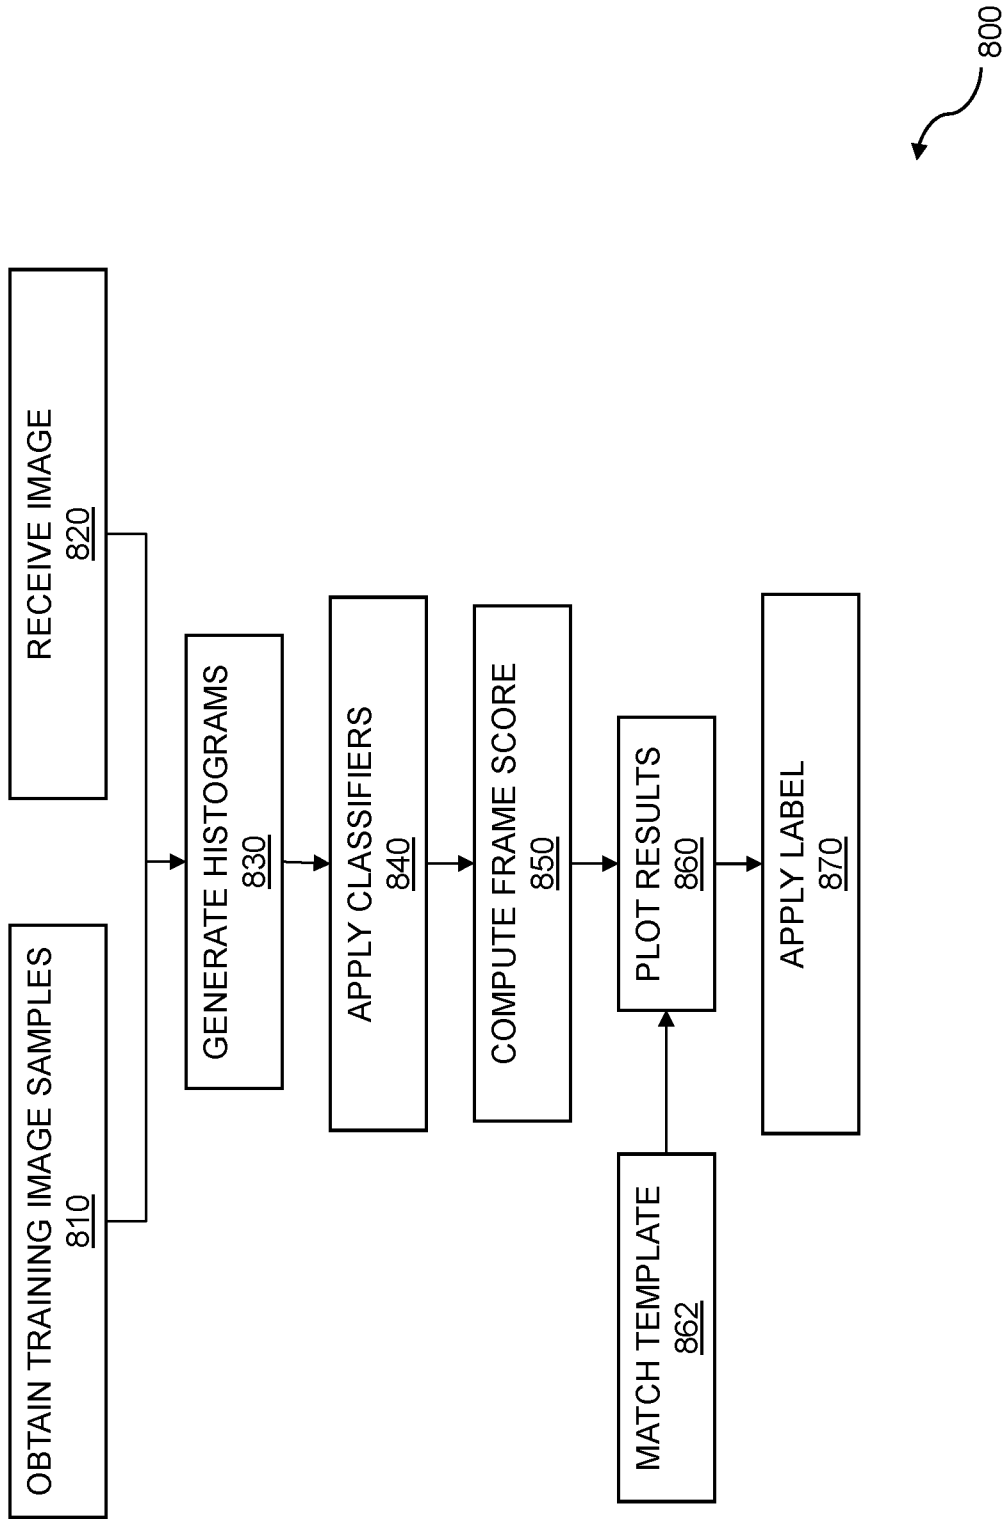 OBTAIN TRAINING IMAGE SAMPLES
810
RECEIVE IMAGE
820
GENERATE HISTOGRAMS
830
APPLY CLASSIFIERS
840
COMPUTE FRAME SCORE
850
MATCH TEMPLATE
862
PLOT RESULTS
860
APPLY LABEL
870
800